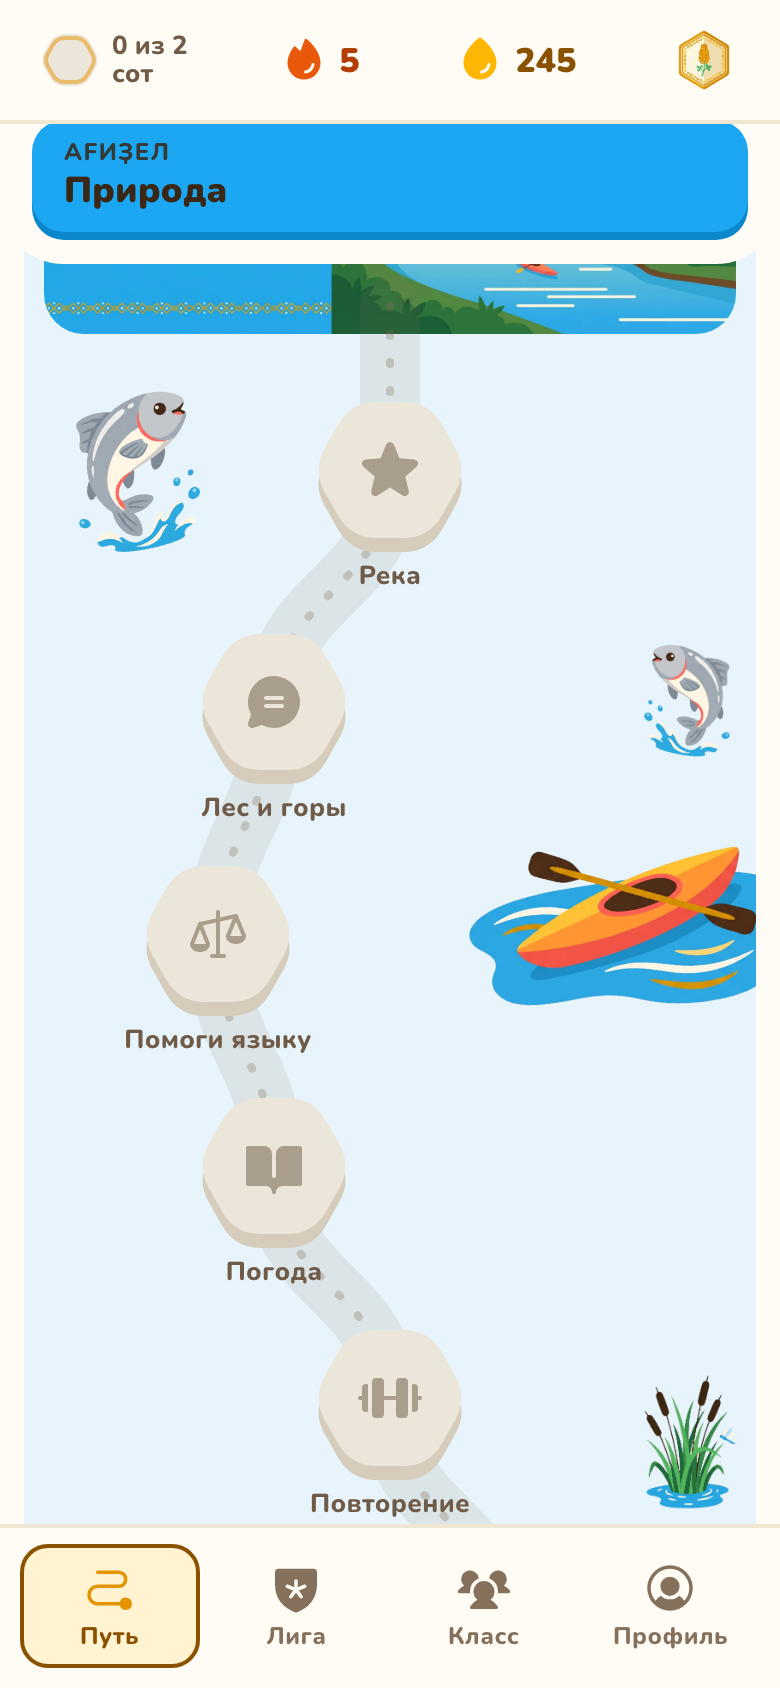 0 из 2
сот
5
245
АҒИҘЕЛ
Природа
Река
Лес и горы
Помоги языку
Погода
Повторение
Путь
Лига
Класс
Профиль